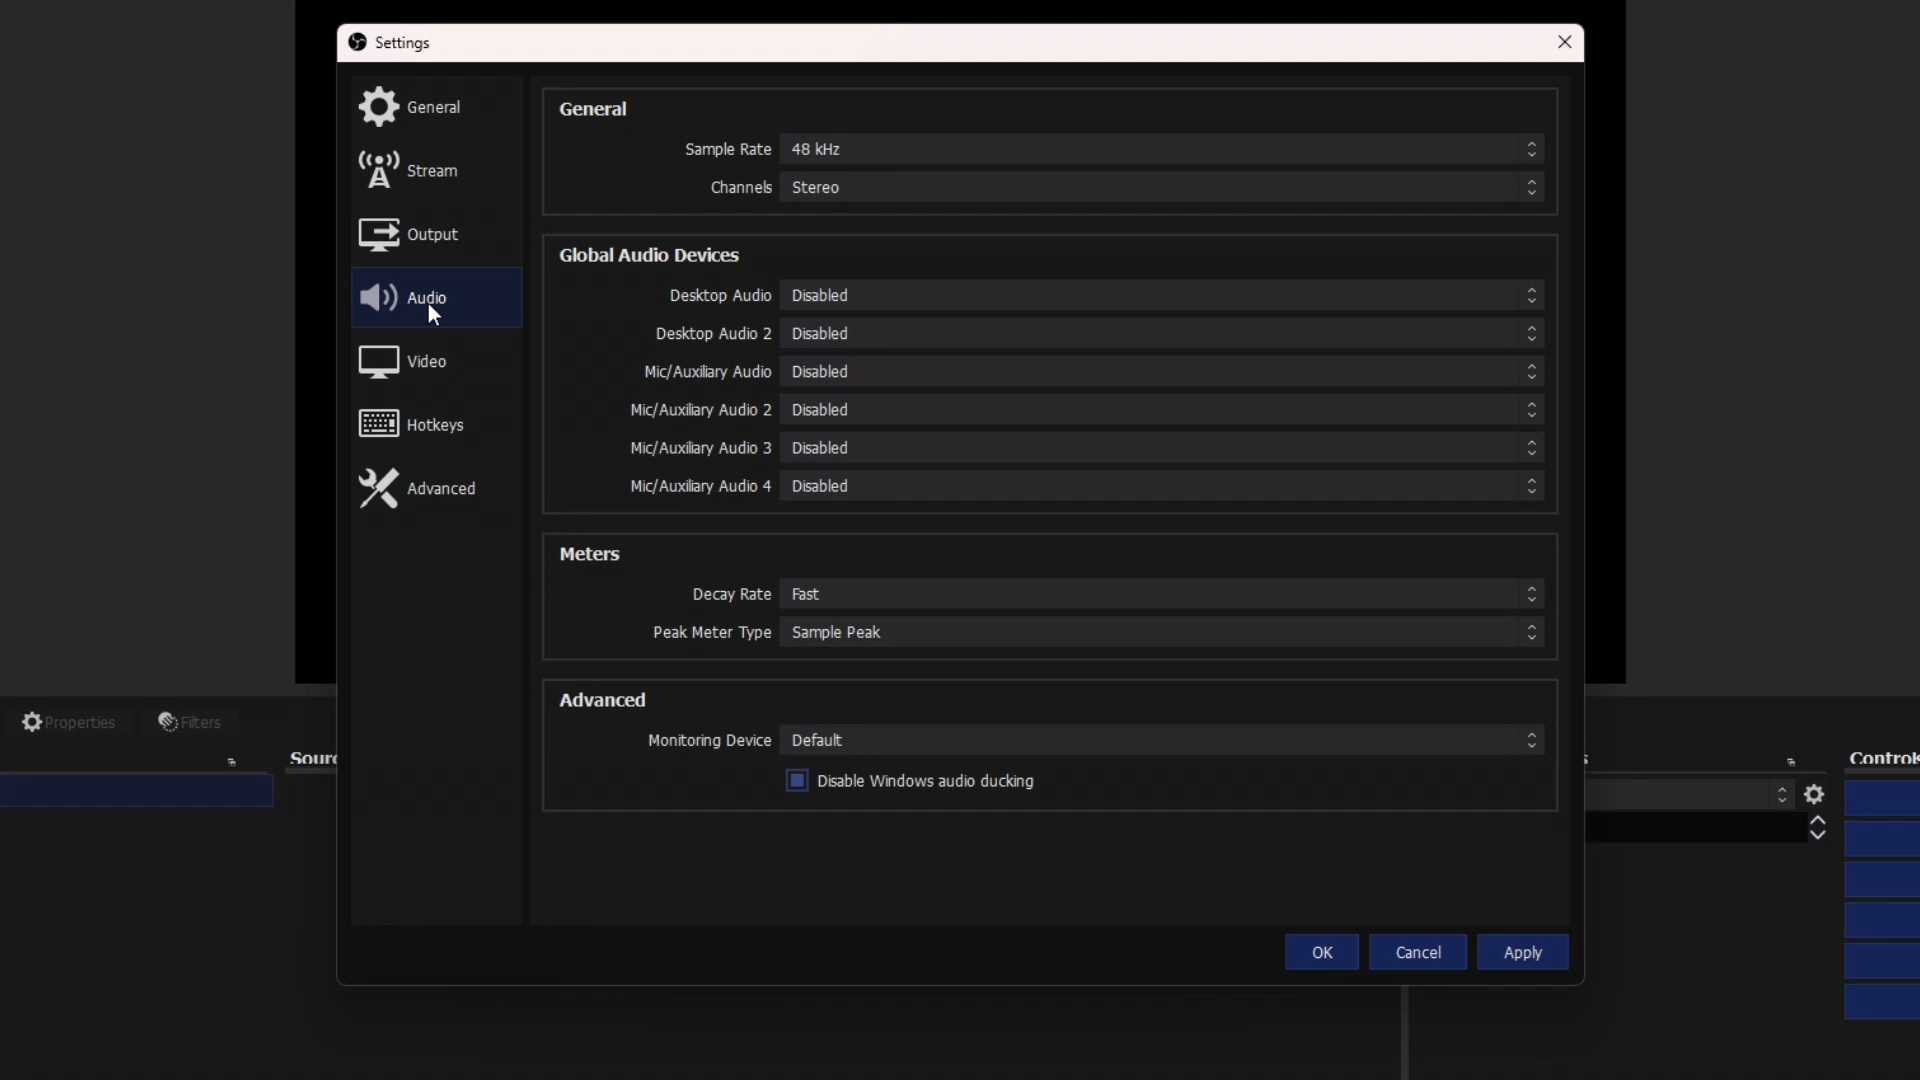 Settings
General
Stream
Output
Audio
Video
Hotkeys
Advanced
General
Sample Rate 48 kHz
Channels Stereo
Global Audio Devices
Desktop Audio Disabled
Desktop Audio 2 Disabled
Mic/Auxiliary Audio Disabled
Mic/Auxiliary Audio 2 Disabled
Mic/Auxiliary Audio 3 Disabled
Mic/Auxiliary Audio 4 Disabled
Meters
Decay Rate Fast
Peak Meter Type Sample Peak
Advanced
Monitoring Device Default
Disable Windows audio ducking
OK Cancel Apply
Properties Filters
Sourc
s
Controls